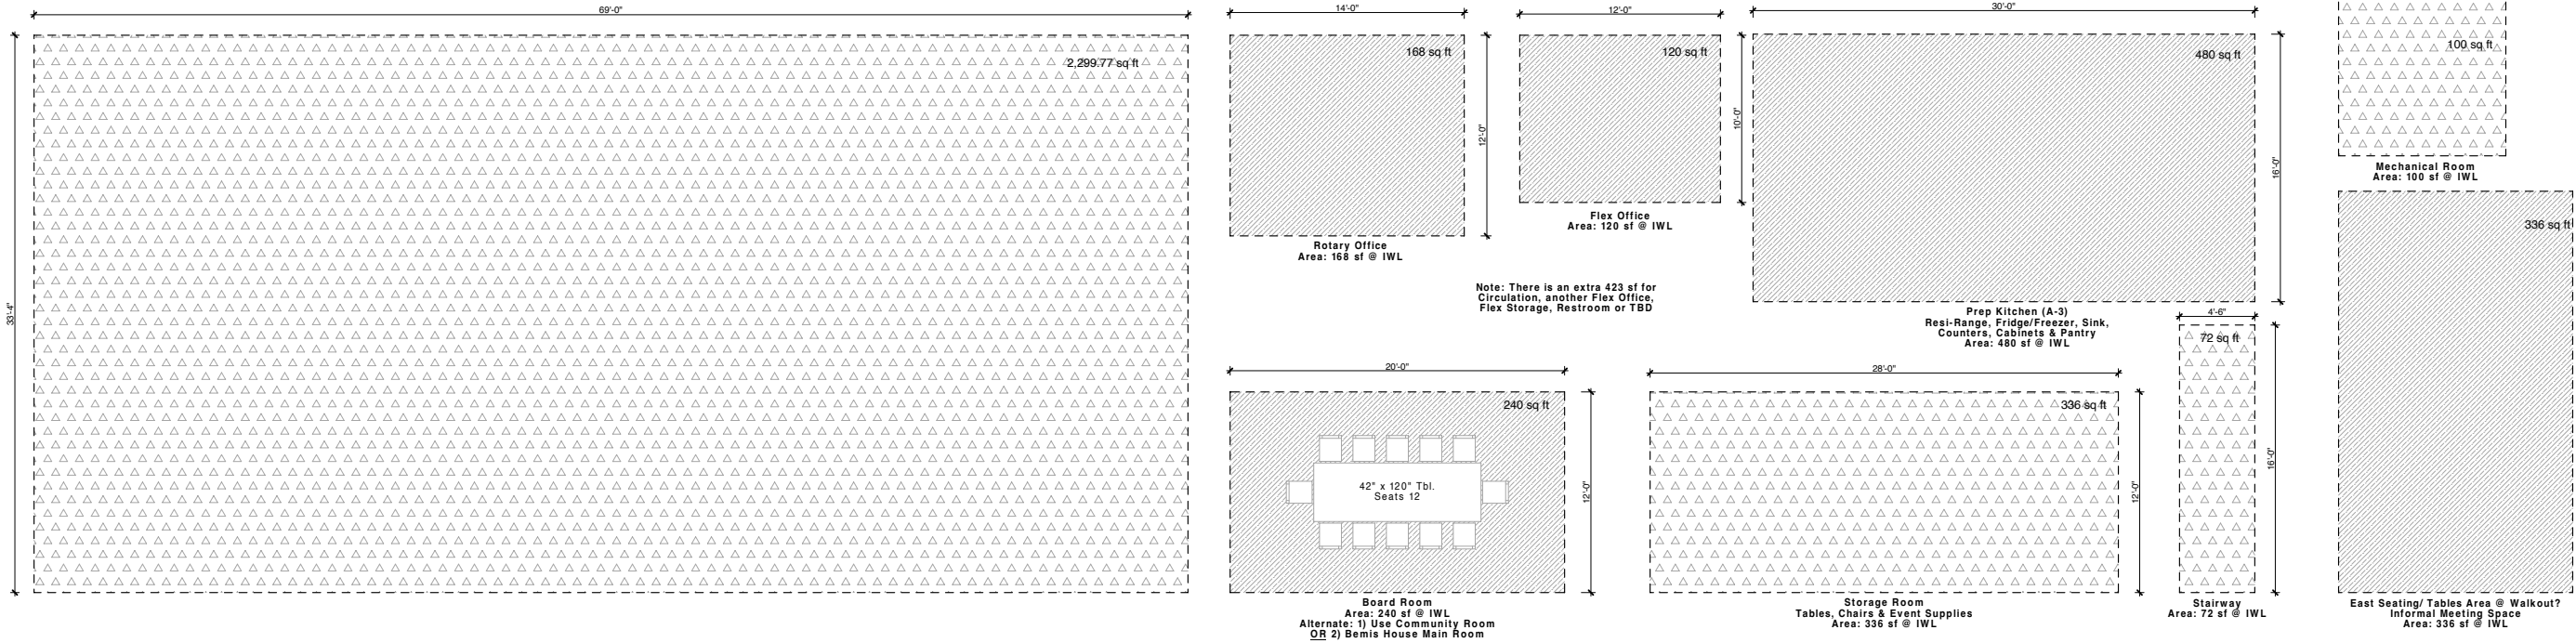 69'-0"
33'-4"
2,299.77 sq ft
14'-0"
168 sq ft
12'-0"
Rotary Office
Area: 168 sf @ IWL
12'-0"
120 sq ft
10'-0"
Flex Office
Area: 120 sf @ IWL
Note: There is an extra 423 sf for
Circulation, another Flex Office,
Flex Storage, Restroom or TBD
30'-0"
480 sq ft
16'-0"
Prep Kitchen (A-3)
Resi-Range, Fridge/Freezer, Sink,
Counters, Cabinets & Pantry
Area: 480 sf @ IWL
100 sq ft
Mechanical Room
Area: 100 sf @ IWL
20'-0"
240 sq ft
42" x 120" Tbl.
Seats 12
12'-0"
Board Room
Area: 240 sf @ IWL
Alternate: 1) Use Community Room
OR 2) Bemis House Main Room
28'-0"
336 sq ft
12'-0"
Storage Room
Tables, Chairs & Event Supplies
Area: 336 sf @ IWL
4'-6"
72 sq ft
16'-0"
Stairway
Area: 72 sf @ IWL
336 sq ft
East Seating/ Tables Area @ Walkout?
Informal Meeting Space
Area: 336 sf @ IWL